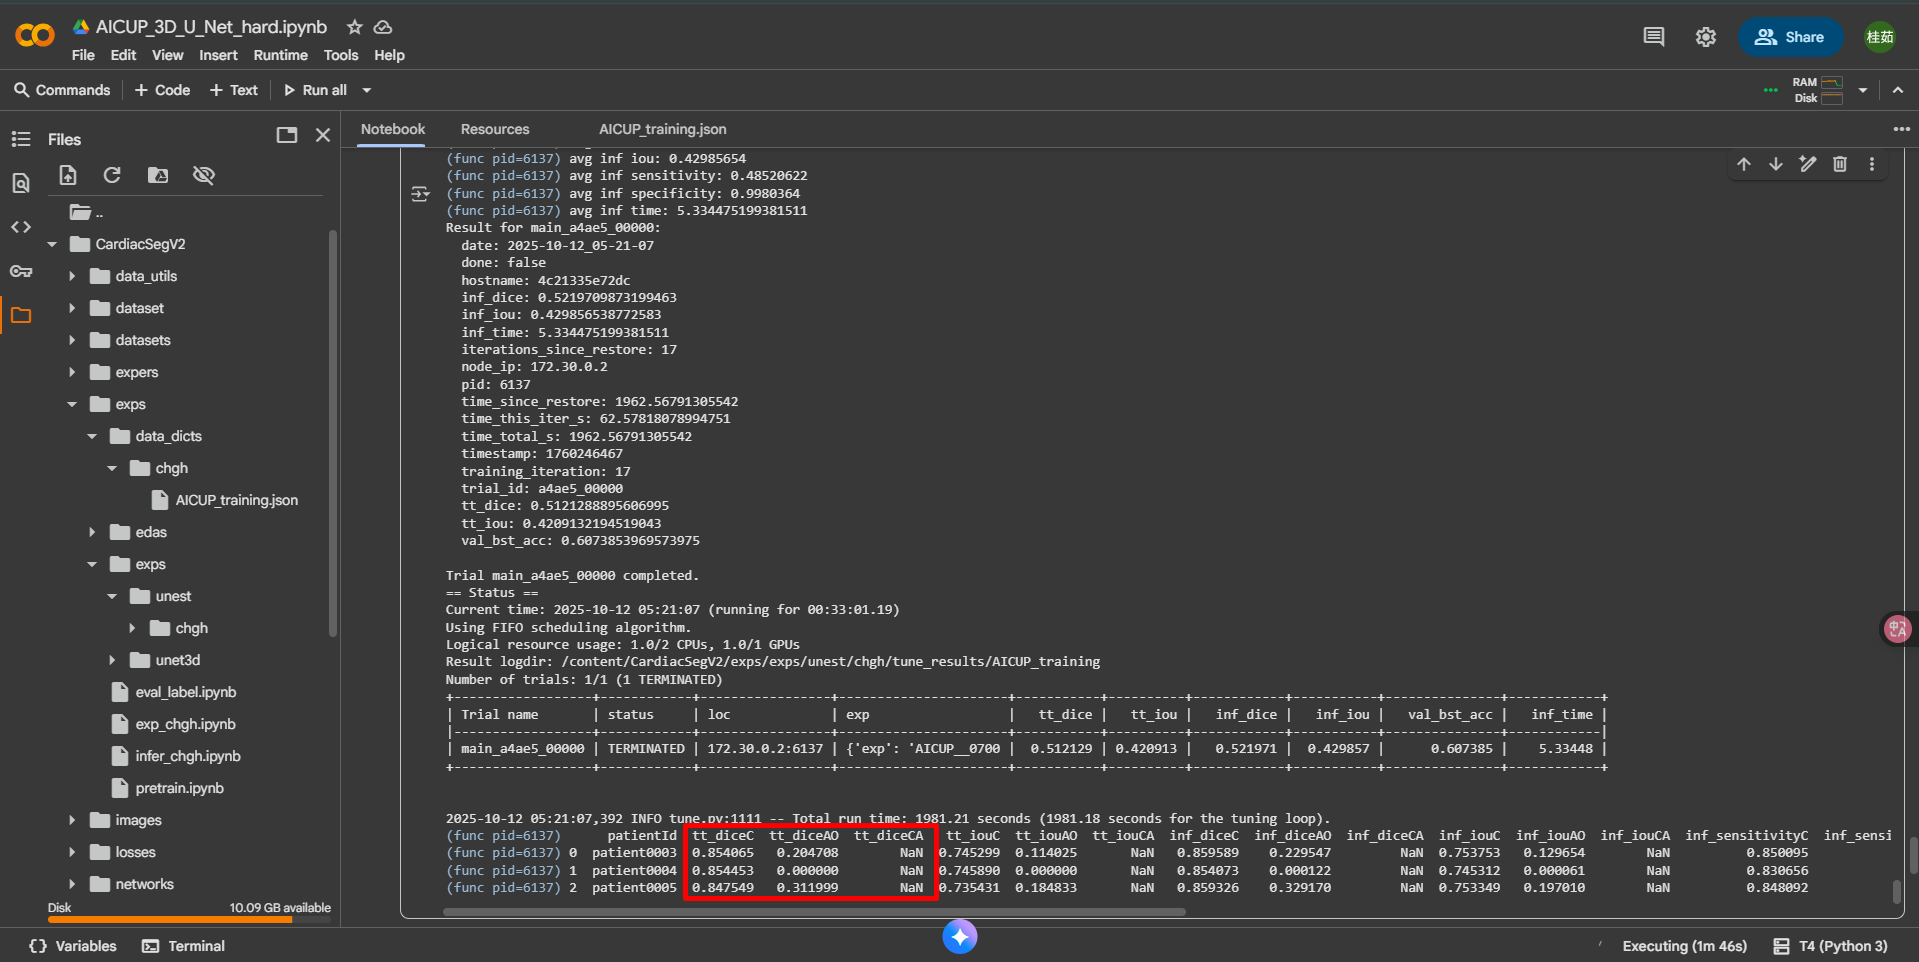 AICUP_3D_U_Net_hard.ipynb
File Edit View Insert Runtime Tools Help
Share
桂茹
Commands + Code + Text Run all
RAM
Disk
Files
Notebook Resources AICUP_training.json
..
CardiacSegV2
data_utils
dataset
datasets
expers
exps
data_dicts
chgh
AICUP_training.json
edas
exps
unest
chgh
unet3d
eval_label.ipynb
exp_chgh.ipynb
infer_chgh.ipynb
pretrain.ipynb
images
losses
networks
Disk 10.09 GB available
(func pid=6137) avg inf iou: 0.42985654
(func pid=6137) avg inf sensitivity: 0.48520622
(func pid=6137) avg inf specificity: 0.9980364
(func pid=6137) avg inf time: 5.334475199381511
Result for main_a4ae5_00000:
date: 2025-10-12_05-21-07
done: false
hostname: 4c21335e72dc
inf_dice: 0.5219709873199463
inf_iou: 0.429856538772583
inf_time: 5.334475199381511
iterations_since_restore: 17
node_ip: 172.30.0.2
pid: 6137
time_since_restore: 1962.56791305542
time_this_iter_s: 62.57818078994751
time_total_s: 1962.56791305542
timestamp: 1760246467
training_iteration: 17
trial_id: a4ae5_00000
tt_dice: 0.5121288895606995
tt_iou: 0.4209132194519043
val_bst_acc: 0.6073853969573975
Trial main_a4ae5_00000 completed.
== Status ==
Current time: 2025-10-12 05:21:07 (running for 00:33:01.19)
Using FIFO scheduling algorithm.
Logical resource usage: 1.0/2 CPUs, 1.0/1 GPUs
Result logdir: /content/CardiacSegV2/exps/exps/unest/chgh/tune_results/AICUP_training
Number of trials: 1/1 (1 TERMINATED)
| Trial name | status | loc | exp | tt_dice | tt_iou | inf_dice | inf_iou | val_bst_acc | inf_time |
| main_a4ae5_00000 | TERMINATED | 172.30.0.2:6137 | {'exp': 'AICUP__0700 | 0.512129 | 0.420913 | 0.521971 | 0.429857 | 0.607385 | 5.33448 |
2025-10-12 05:21:07,392 INFO tune.py:1111 -- Total run time: 1981.21 seconds (1981.18 seconds for the tuning loop).
(func pid=6137) patientId tt_diceC tt_diceAO tt_diceCA tt_iouC tt_iouAO tt_iouCA inf_diceC inf_diceAO inf_diceCA inf_iouC inf_iouAO inf_iouCA inf_sensitivityC inf_sensi
(func pid=6137) 0 patient0003 0.854065 0.204708 NaN 0.745299 0.114025 NaN 0.859589 0.229547 NaN 0.753753 0.129654 NaN 0.850095
(func pid=6137) 1 patient0004 0.854453 0.000000 NaN 0.745890 0.000000 NaN 0.854073 0.000122 NaN 0.745312 0.000061 NaN 0.830656
(func pid=6137) 2 patient0005 0.847549 0.311999 NaN 0.735431 0.184833 NaN 0.859326 0.329170 NaN 0.753349 0.197010 NaN 0.848092
Variables Terminal Executing (1m 46s) T4 (Python 3)